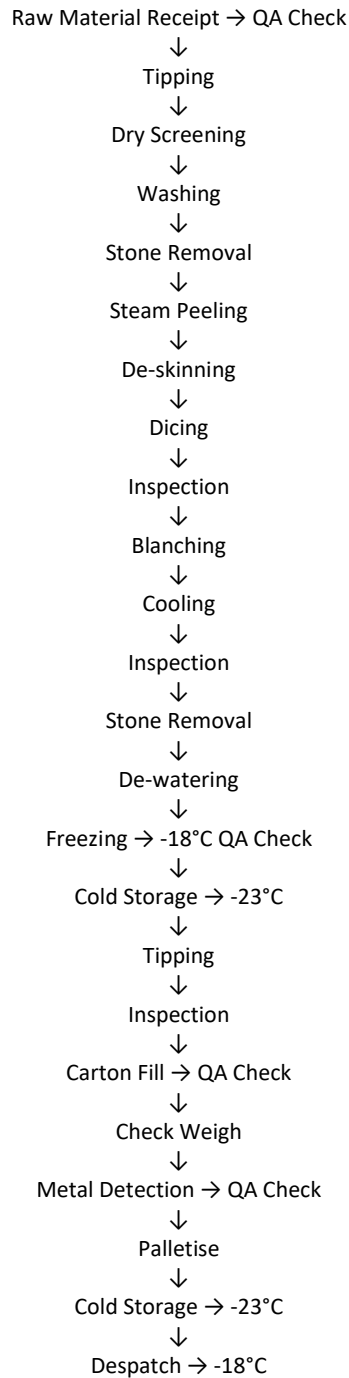 Raw Material Receipt → QA Check
↓
Tipping
↓
Dry Screening
↓
Washing
↓
Stone Removal
↓
Steam Peeling
↓
De-skinning
↓
Dicing
↓
Inspection
↓
Blanching
↓
Cooling
↓
Inspection
↓
Stone Removal
↓
De-watering
↓
Freezing → -18°C QA Check
↓
Cold Storage → -23°C
↓
Tipping
↓
Inspection
↓
Carton Fill → QA Check
↓
Check Weigh
↓
Metal Detection → QA Check
↓
Palletise
↓
Cold Storage → -23°C
↓
Despatch → -18°C